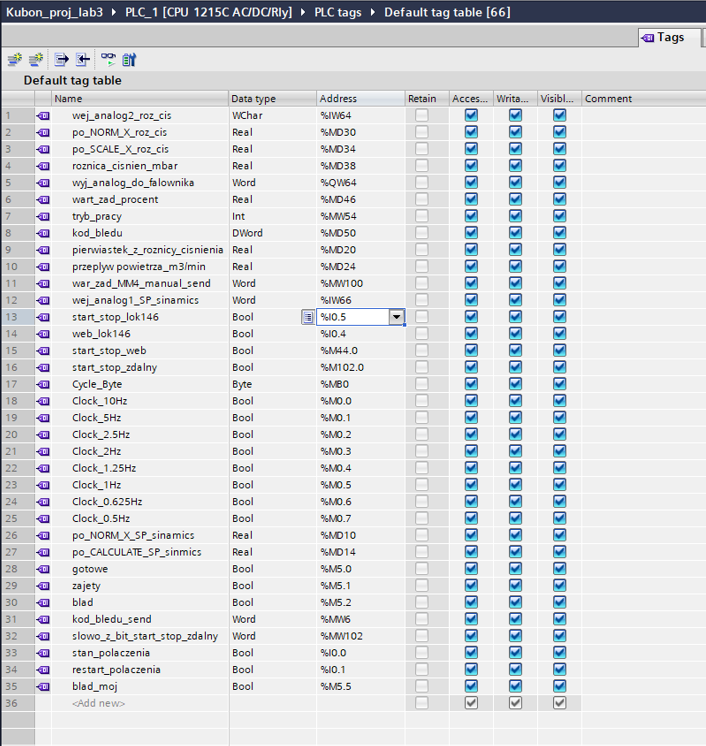 Kubon_proj_lab3 ▸ PLC_1 [CPU 1215C AC/DC/Rly] ▸ PLC tags ▸ Default tag table [66]
Tags
Default tag table
Name Data type Address Retain Acces... Writa... Visibl... Comment
1 wej_analog2_roz_cis WChar %IW64
2 po_NORM_X_roz_cis Real %MD30
3 po_SCALE_X_roz_cis Real %MD34
4 roznica_cisnien_mbar Real %MD38
5 wyj_analog_do_falownika Word %QW64
6 wart_zad_procent Real %MD46
7 tryb_pracy Int %MW54
8 kod_bledu DWord %MD50
9 pierwiastek_z_roznicy_cisnienia Real %MD20
10 przeplyw powietrza_m3/min Real %MD24
11 war_zad_MM4_manual_send Word %MW100
12 wej_analog1_SP_sinamics Word %IW66
13 start_stop_lok146 Bool %I0.5
14 web_lok146 Bool %I0.4
15 start_stop_web Bool %M44.0
16 start_stop_zdalny Bool %M102.0
17 Cycle_Byte Byte %MB0
18 Clock_10Hz Bool %M0.0
19 Clock_5Hz Bool %M0.1
20 Clock_2.5Hz Bool %M0.2
21 Clock_2Hz Bool %M0.3
22 Clock_1.25Hz Bool %M0.4
23 Clock_1Hz Bool %M0.5
24 Clock_0.625Hz Bool %M0.6
25 Clock_0.5Hz Bool %M0.7
26 po_NORM_X_SP_sinamics Real %MD10
27 po_CALCULATE_SP_sinmics Real %MD14
28 gotowe Bool %M5.0
29 zajety Bool %M5.1
30 blad Bool %M5.2
31 kod_bledu_send Word %MW6
32 slowo_z_bit_start_stop_zdalny Word %MW102
33 stan_polaczenia Bool %I0.0
34 restart_polaczenia Bool %I0.1
35 blad_moj Bool %M5.5
36 <Add new>